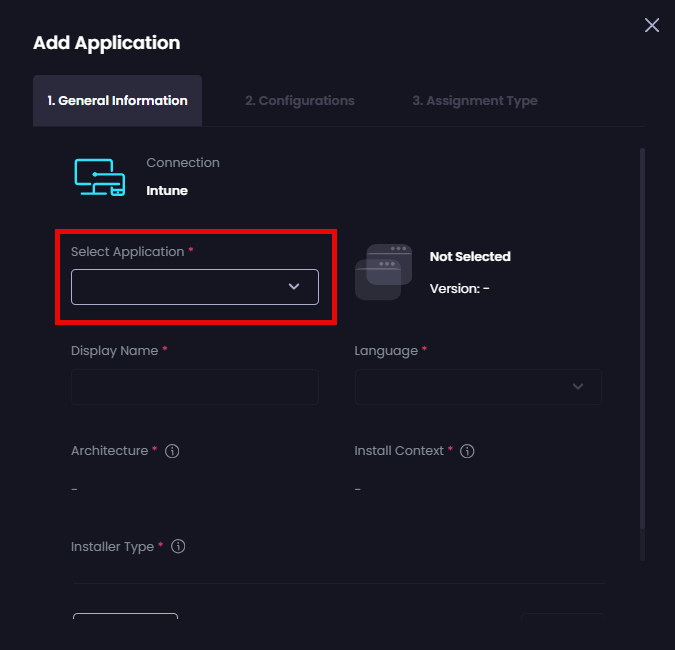 Add Application
1. General Information
2. Configurations
3. Assignment Type
Connection
Intune
Select Application *
Not Selected
Version: -
Display Name *
Language *
Architecture *
Install Context *
-
-
Installer Type *